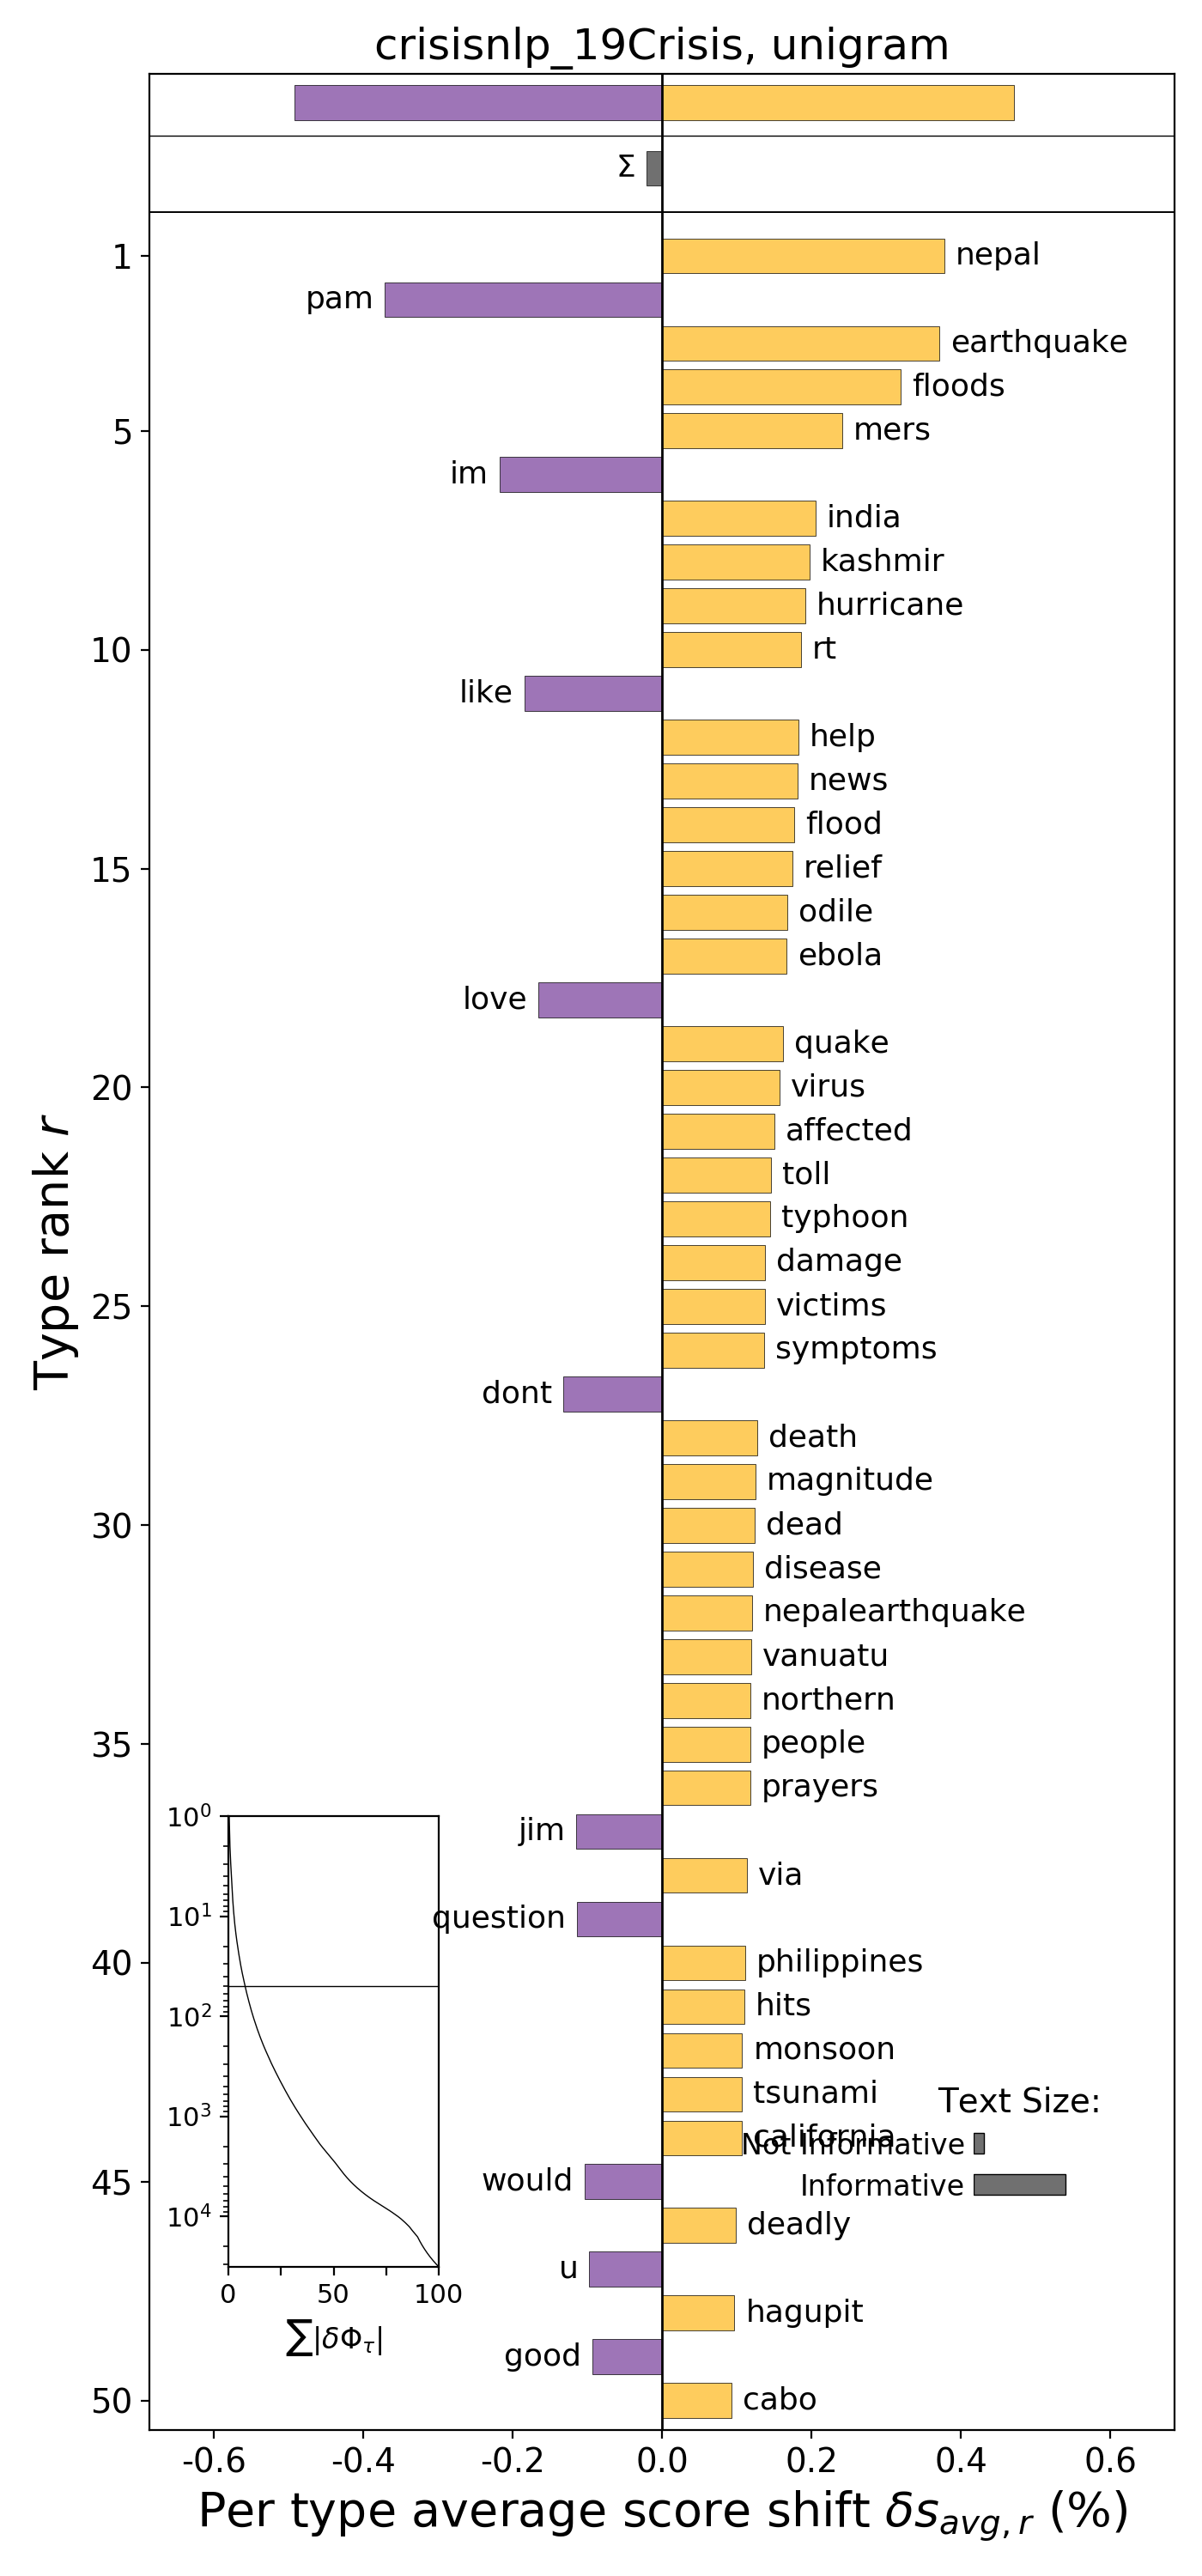 crisisnlp_19Crisis, unigram
Σ
1
nepal
pam
earthquake
floods
5
mers
im
india
kashmir
hurricane
10
rt
like
help
news
flood
15
relief
odile
ebola
love
quake
20
virus
affected
toll
typhoon
damage
25
victims
symptoms
dont
death
magnitude
30
dead
disease
nepalearthquake
vanuatu
northern
35
people
prayers
jim
via
question
40
philippines
hits
monsoon
tsunami
california
45
would
deadly
u
hagupit
good
50
cabo
Type rank r
10⁰
10¹
10²
10³
10⁴
0 50 100
∑|δΦτ|
Text Size:
Not Informative
Informative
-0.6 -0.4 -0.2 0.0 0.2 0.4 0.6
Per type average score shift δs_{avg, r} (%)